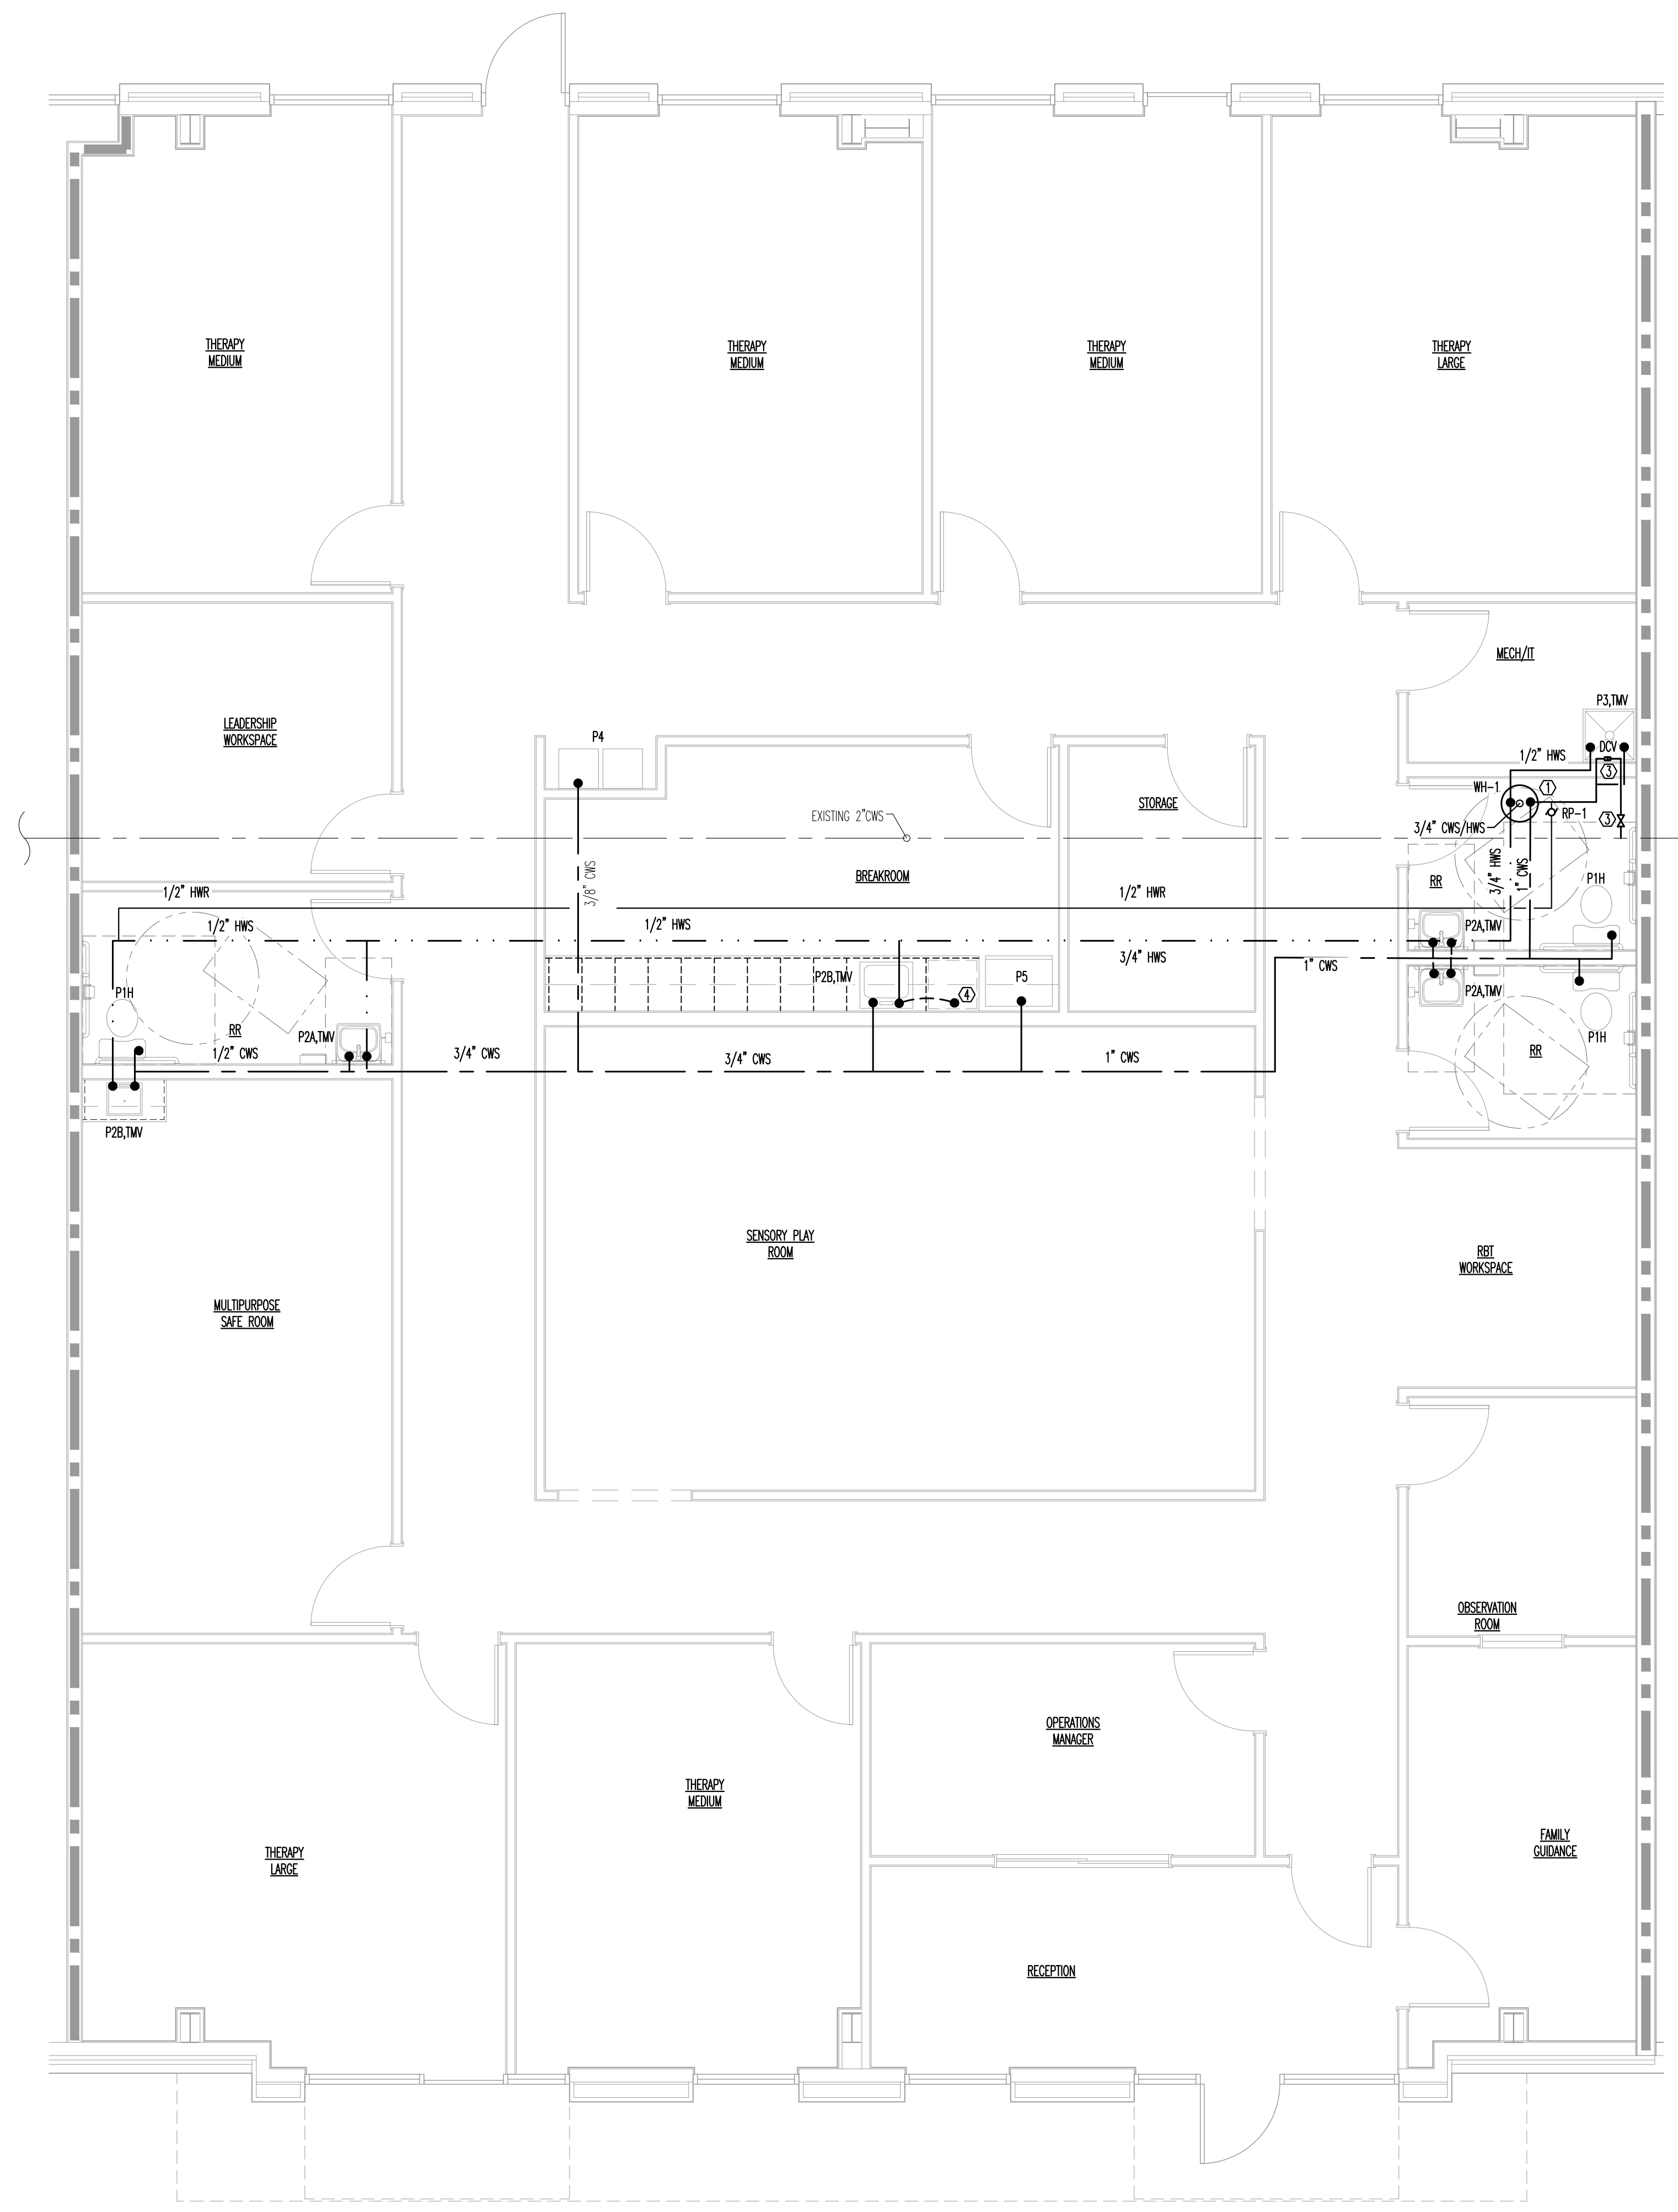 THERAPY
MEDIUM
THERAPY
MEDIUM
THERAPY
MEDIUM
THERAPY
LARGE
MECH/IT
P3,TMV
LEADERSHIP
WORKSPACE
P4
DCV
1/2" HWS
3
WH-1
1
STORAGE
RP-1
EXISTING 2"CWS
3
3/4" CWS/HWS
3/8" CWS
BREAKROOM
3/4" HWS
1" CWS
RR
P1H
1/2" HWR
1/2" HWR
1/2" HWS
1/2" HWS
P2A,TMV
3/4" HWS
1" CWS
P2B,TMV
P5
4
P1H
P2A,TMV
RR
P2A,TMV
P1H
1/2" CWS
3/4" CWS
3/4" CWS
1" CWS
RR
P2B,TMV
SENSORY PLAY
ROOM
RBT
WORKSPACE
MULTIPURPOSE
SAFE ROOM
OBSERVATION
ROOM
OPERATIONS
MANAGER
THERAPY
MEDIUM
THERAPY
LARGE
FAMILY
GUIDANCE
RECEPTION